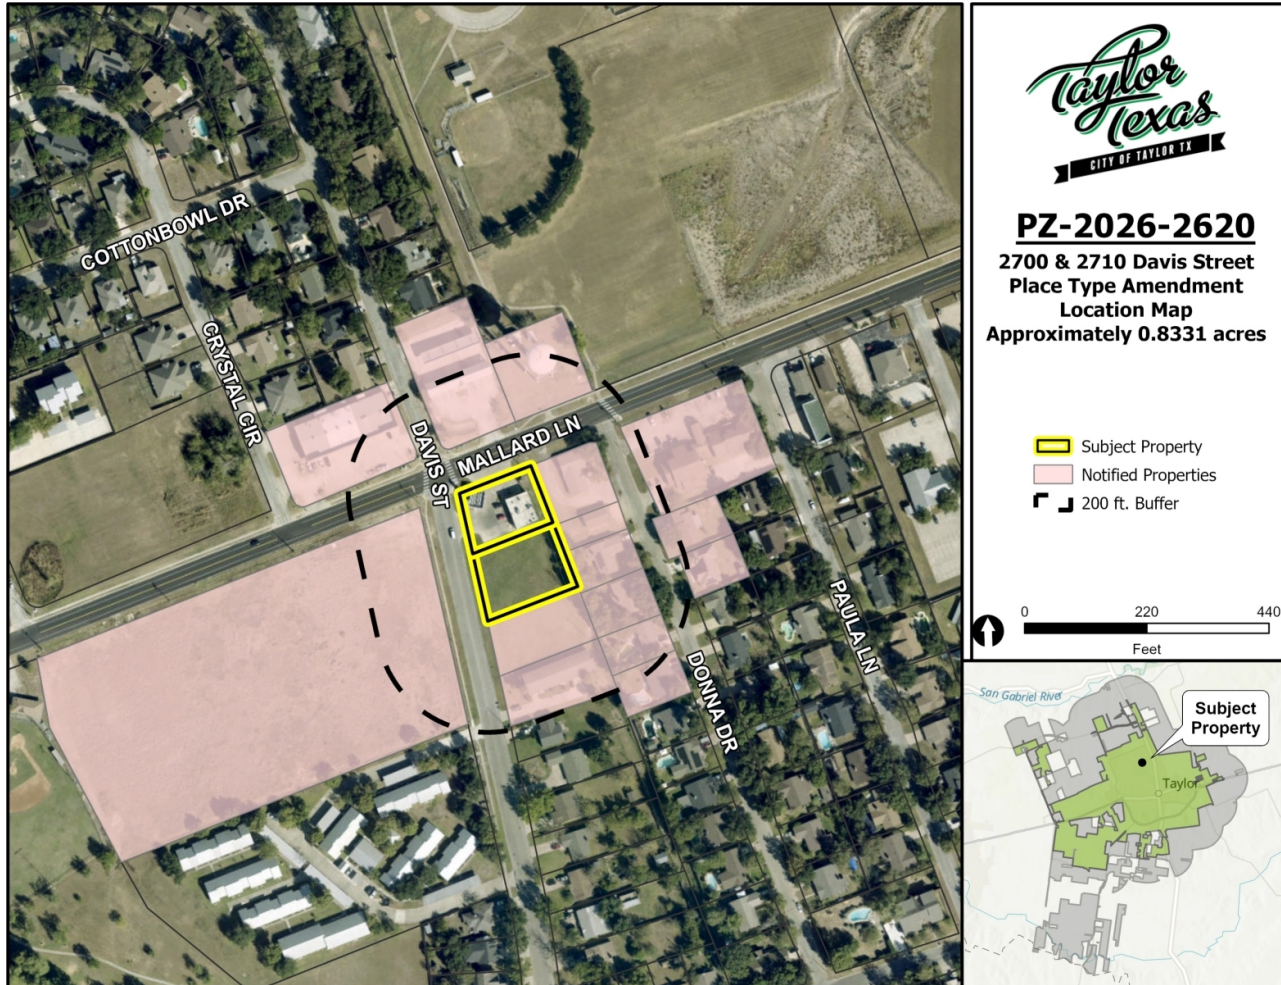 COTTONBOWL DR
CRYSTAL CIR
DAVIS ST
MALLARD LN
PAULA LN
DONNA DR
Taylor
Texas
CITY OF TAYLOR TX
PZ-2026-2620
2700 & 2710 Davis Street
Place Type Amendment
Location Map
Approximately 0.8331 acres
Subject Property
Notified Properties
200 ft. Buffer
0 220 440
Feet
San Gabriel River
Subject
Property
Taylor